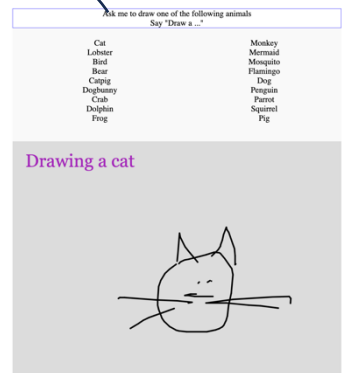 Ask me to draw one of the following animals
Say "Draw a ..."
Cat
Lobster
Bird
Bear
Catpig
Dogbunny
Crab
Dolphin
Frog
Monkey
Mermaid
Mosquito
Flamingo
Dog
Penguin
Parrot
Squirrel
Pig
Drawing a cat